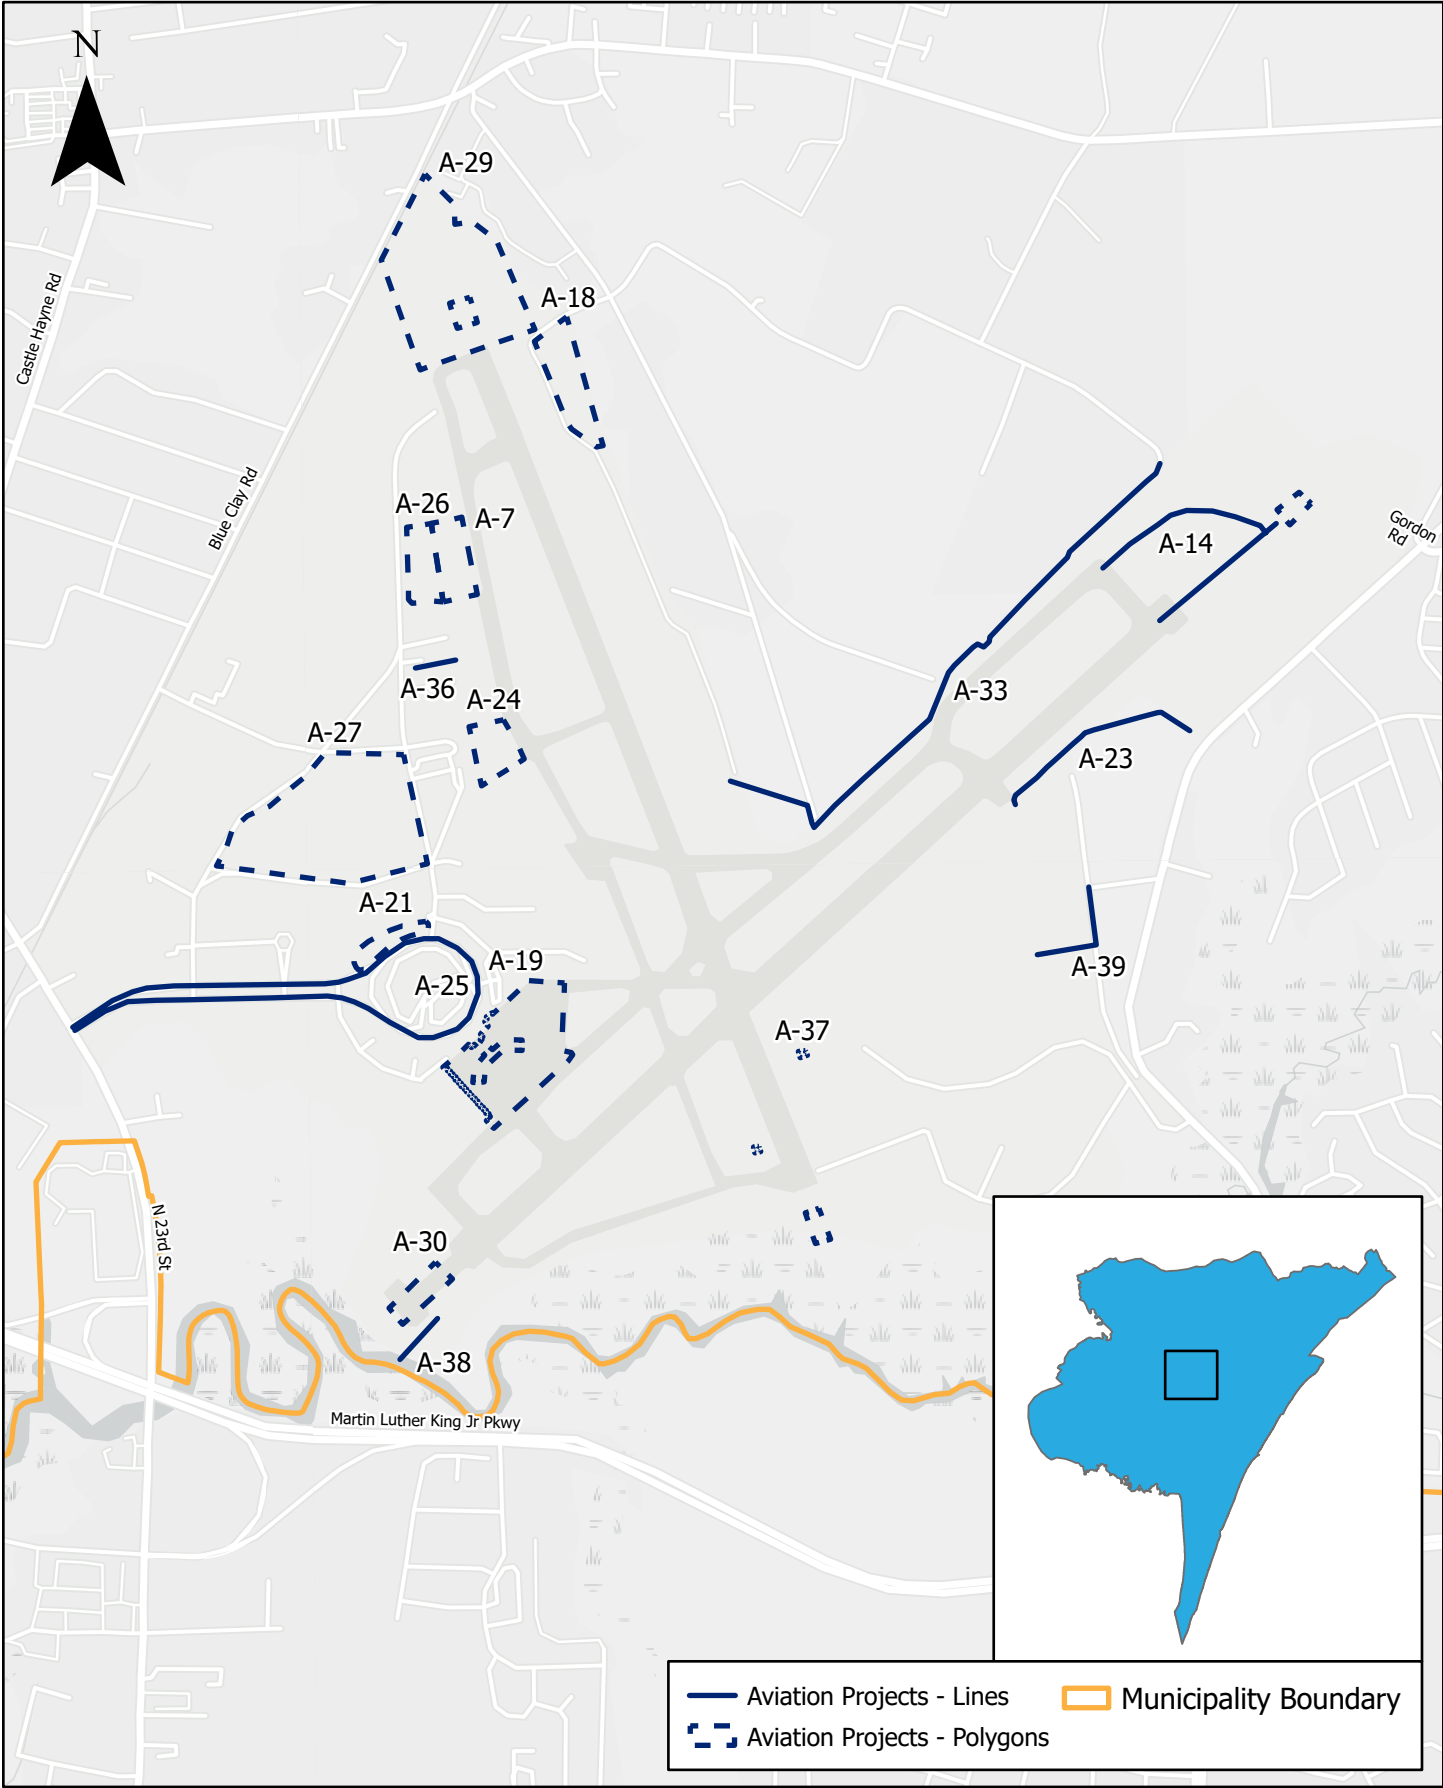 N
A-29
A-18
Castle Hayne Rd
Blue Clay Rd
A-26
A-7
Gordon
Rd
A-14
A-36
A-24
A-33
A-27
A-23
A-21
A-19
A-25
A-39
A-37
N 23rd St
A-30
A-38
Martin Luther King Jr Pkwy
Aviation Projects - Lines
Municipality Boundary
Aviation Projects - Polygons